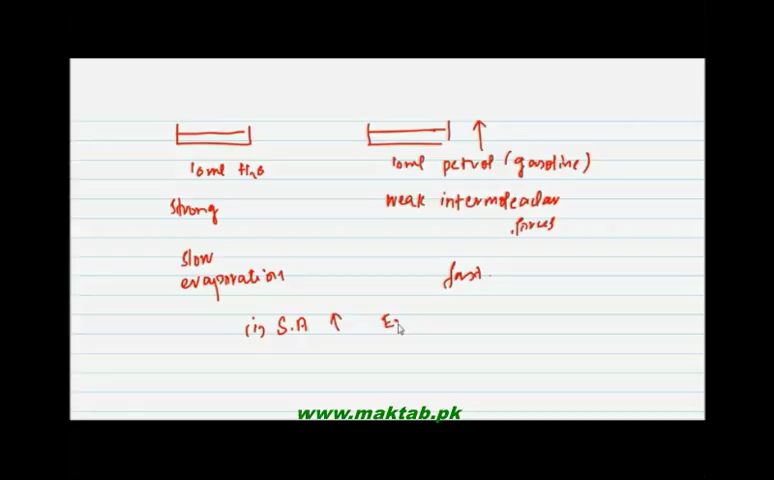 10ml H₂O 10ml petrol (gasoline)
strong weak intermolecular
forces
slow
evaporation fast.
(i) S.A ↑ E
www.maktab.pk